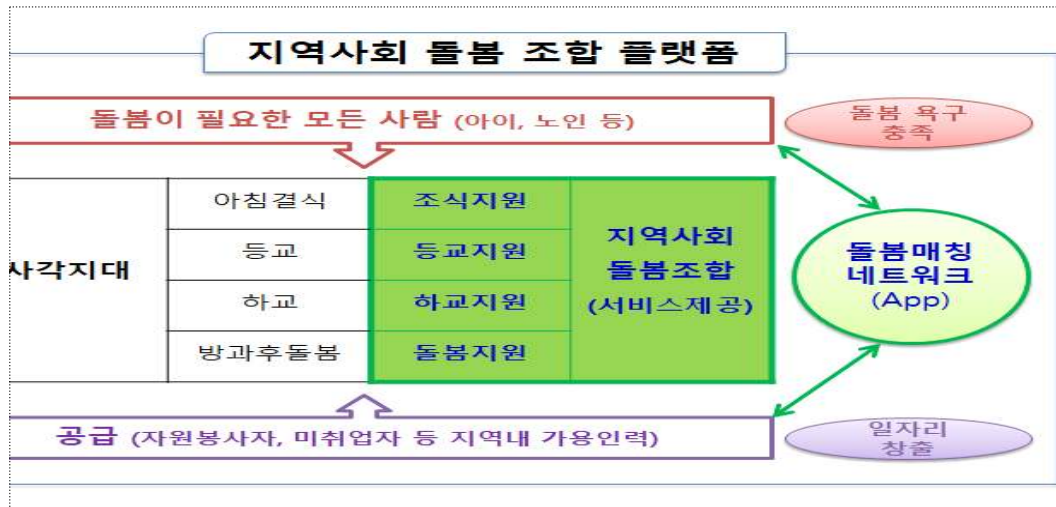 지역사회 돌봄 조합 플랫폼
돌봄이 필요한 모든 사람 (아이, 노인 등)
돌봄 욕구
충족
사각지대
아침결식
조식지원
등교
등교지원
하교
하교지원
방과후돌봄
돌봄지원
지역사회
돌봄조합
(서비스제공)
돌봄매칭
네트워크
(App)
공급 (자원봉사자, 미취업자 등 지역내 가용인력)
일자리
창출